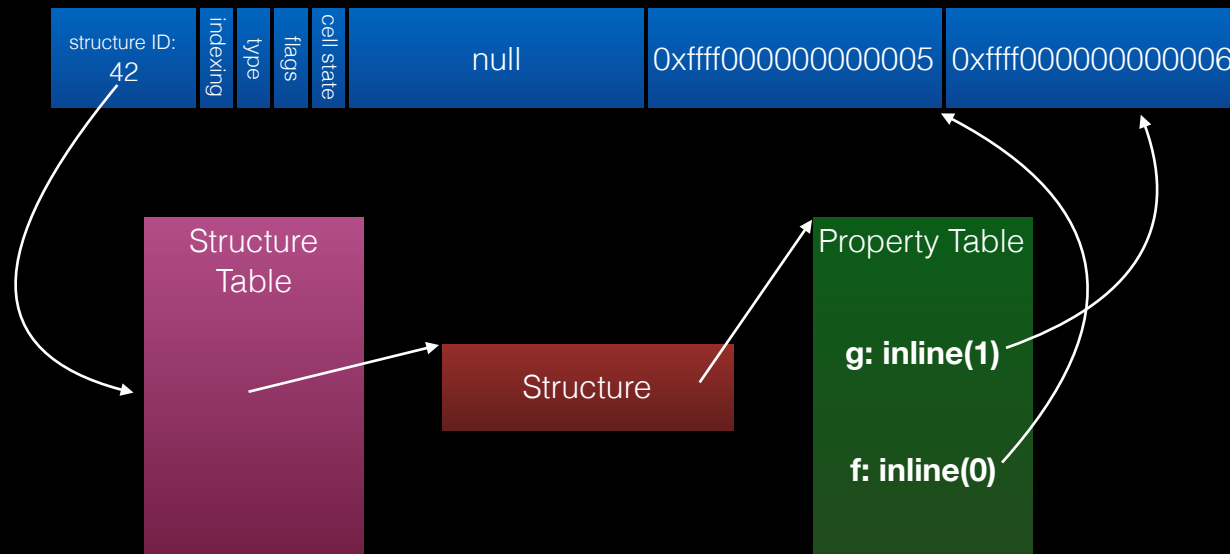 structure ID:
42
indexing
type
flags
cell state
null
0xffff000000000005
0xffff000000000006
Structure
Table
Property Table
g: inline(1)
Structure
f: inline(0)